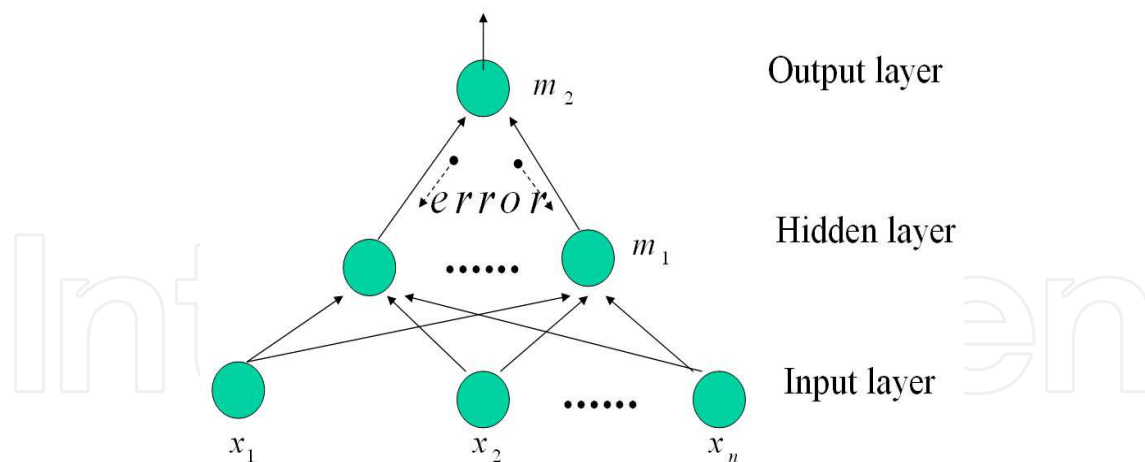 Output layer
m₂
error
Hidden layer
m₁
Input layer
x₁ x₂ xₙ